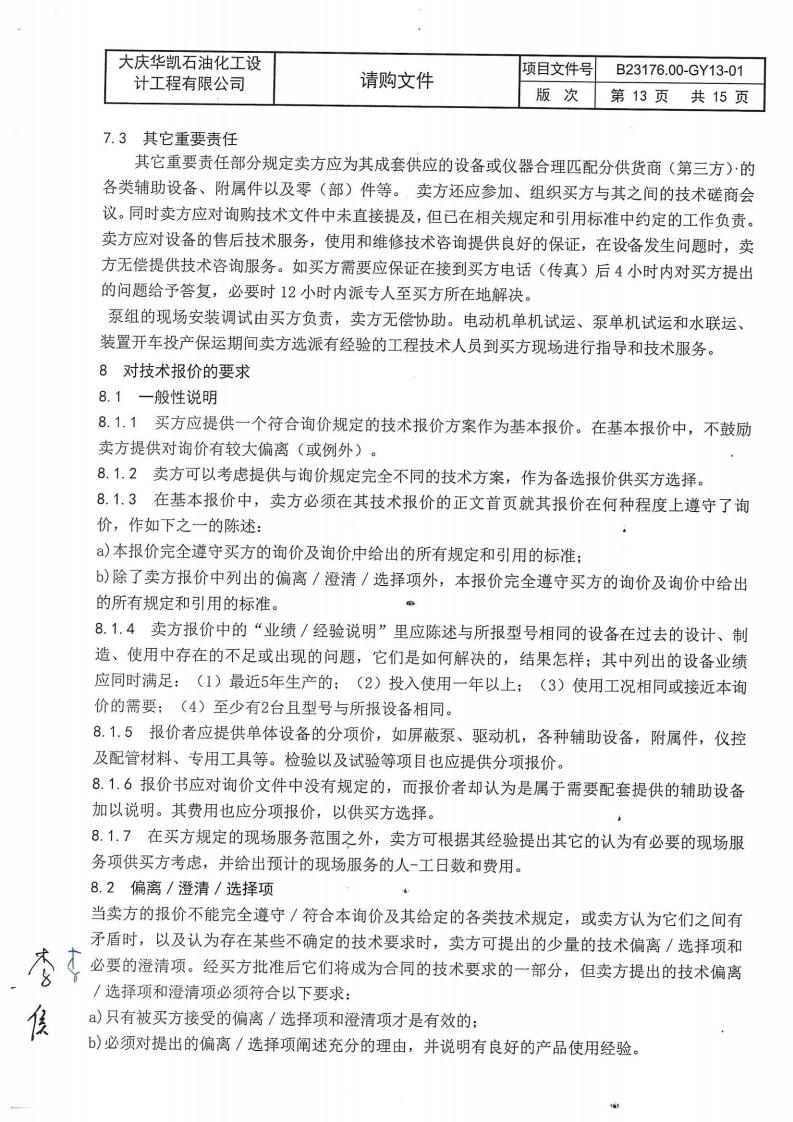 大庆华凯石油化工设
计工程有限公司
请购文件
项目文件号 B23176.00-GY13-01
版 次 第 13 页 共 15 页
7.3 其它重要责任
其它重要责任部分规定卖方应为其成套供应的设备或仪器合理匹配分供货商（第三方）的
各类辅助设备、附属件以及零（部）件等。 卖方还应参加、组织买方与其之间的技术磋商会
议。同时卖方应对询购技术文件中未直接提及，但已在相关规定和引用标准中约定的工作负责。
卖方应对设备的售后技术服务，使用和维修技术咨询提供良好的保证，在设备发生问题时，卖
方无偿提供技术咨询服务。如买方需要应保证在接到买方电话（传真）后 4 小时内对买方提出
的问题给予答复，必要时 12 小时内派专人至买方所在地解决。
泵组的现场安装调试由买方负责，卖方无偿协助。电动机单机试运、泵单机试运和水联运、
装置开车投产保运期间卖方选派有经验的工程技术人员到买方现场进行指导和技术服务。
8 对技术报价的要求
8.1 一般性说明
8.1.1 买方应提供一个符合询价规定的技术报价方案作为基本报价。在基本报价中，不鼓励
卖方提供对询价有较大偏离（或例外）。
8.1.2 卖方可以考虑提供与询价规定完全不同的技术方案，作为备选报价供买方选择。
8.1.3 在基本报价中，卖方必须在其技术报价的正文首页就其报价在何种程度上遵守了询
价，作如下之一的陈述：
a)本报价完全遵守买方的询价及询价中给出的所有规定和引用的标准；
b)除了卖方报价中列出的偏离／澄清／选择项外，本报价完全遵守买方的询价及询价中给出
的所有规定和引用的标准。
8.1.4 卖方报价中的“业绩／经验说明”里应陈述与所报型号相同的设备在过去的设计、制
造、使用中存在的不足或出现的问题，它们是如何解决的，结果怎样；其中列出的设备业绩
应同时满足：（1）最近5年生产的；（2）投入使用一年以上；（3）使用工况相同或接近本询
价的需要；（4）至少有2台且型号与所报设备相同。
8.1.5 报价者应提供单体设备的分项价，如屏蔽泵、驱动机，各种辅助设备，附属件，仪控
及配管材料、专用工具等。检验以及试验等项目也应提供分项报价。
8.1.6 报价书应对询价文件中没有规定的，而报价者却认为是属于需要配套提供的辅助设备
加以说明。其费用也应分项报价，以供买方选择。
8.1.7 在买方规定的现场服务范围之外，卖方可根据其经验提出其它的认为有必要的现场服
务项供买方考虑，并给出预计的现场服务的人-工日数和费用。
8.2 偏离／澄清／选择项
当卖方的报价不能完全遵守／符合本询价及其给定的各类技术规定，或卖方认为它们之间有
矛盾时，以及认为存在某些不确定的技术要求时，卖方可提出的少量的技术偏离／选择项和
必要的澄清项。经买方批准后它们将成为合同的技术要求的一部分，但卖方提出的技术偏离
／选择项和澄清项必须符合以下要求：
a)只有被买方接受的偏离／选择项和澄清项才是有效的；
b)必须对提出的偏离／选择项阐述充分的理由，并说明有良好的产品使用经验。